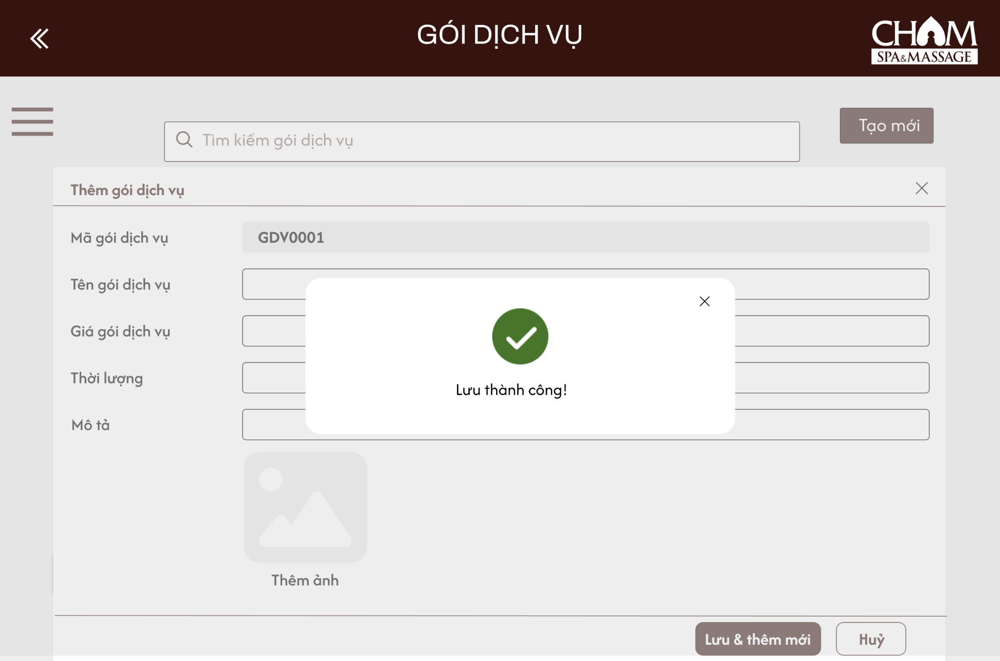 GÓI DỊCH VỤ
CHAM
SPA&MASSAGE
Tìm kiếm gói dịch vụ
Tạo mới
Thêm gói dịch vụ
Mã gói dịch vụ
GDV0001
Tên gói dịch vụ
Giá gói dịch vụ
Thời lượng
Lưu thành công!
Mô tả
Thêm ảnh
Lưu & thêm mới
Huỷ